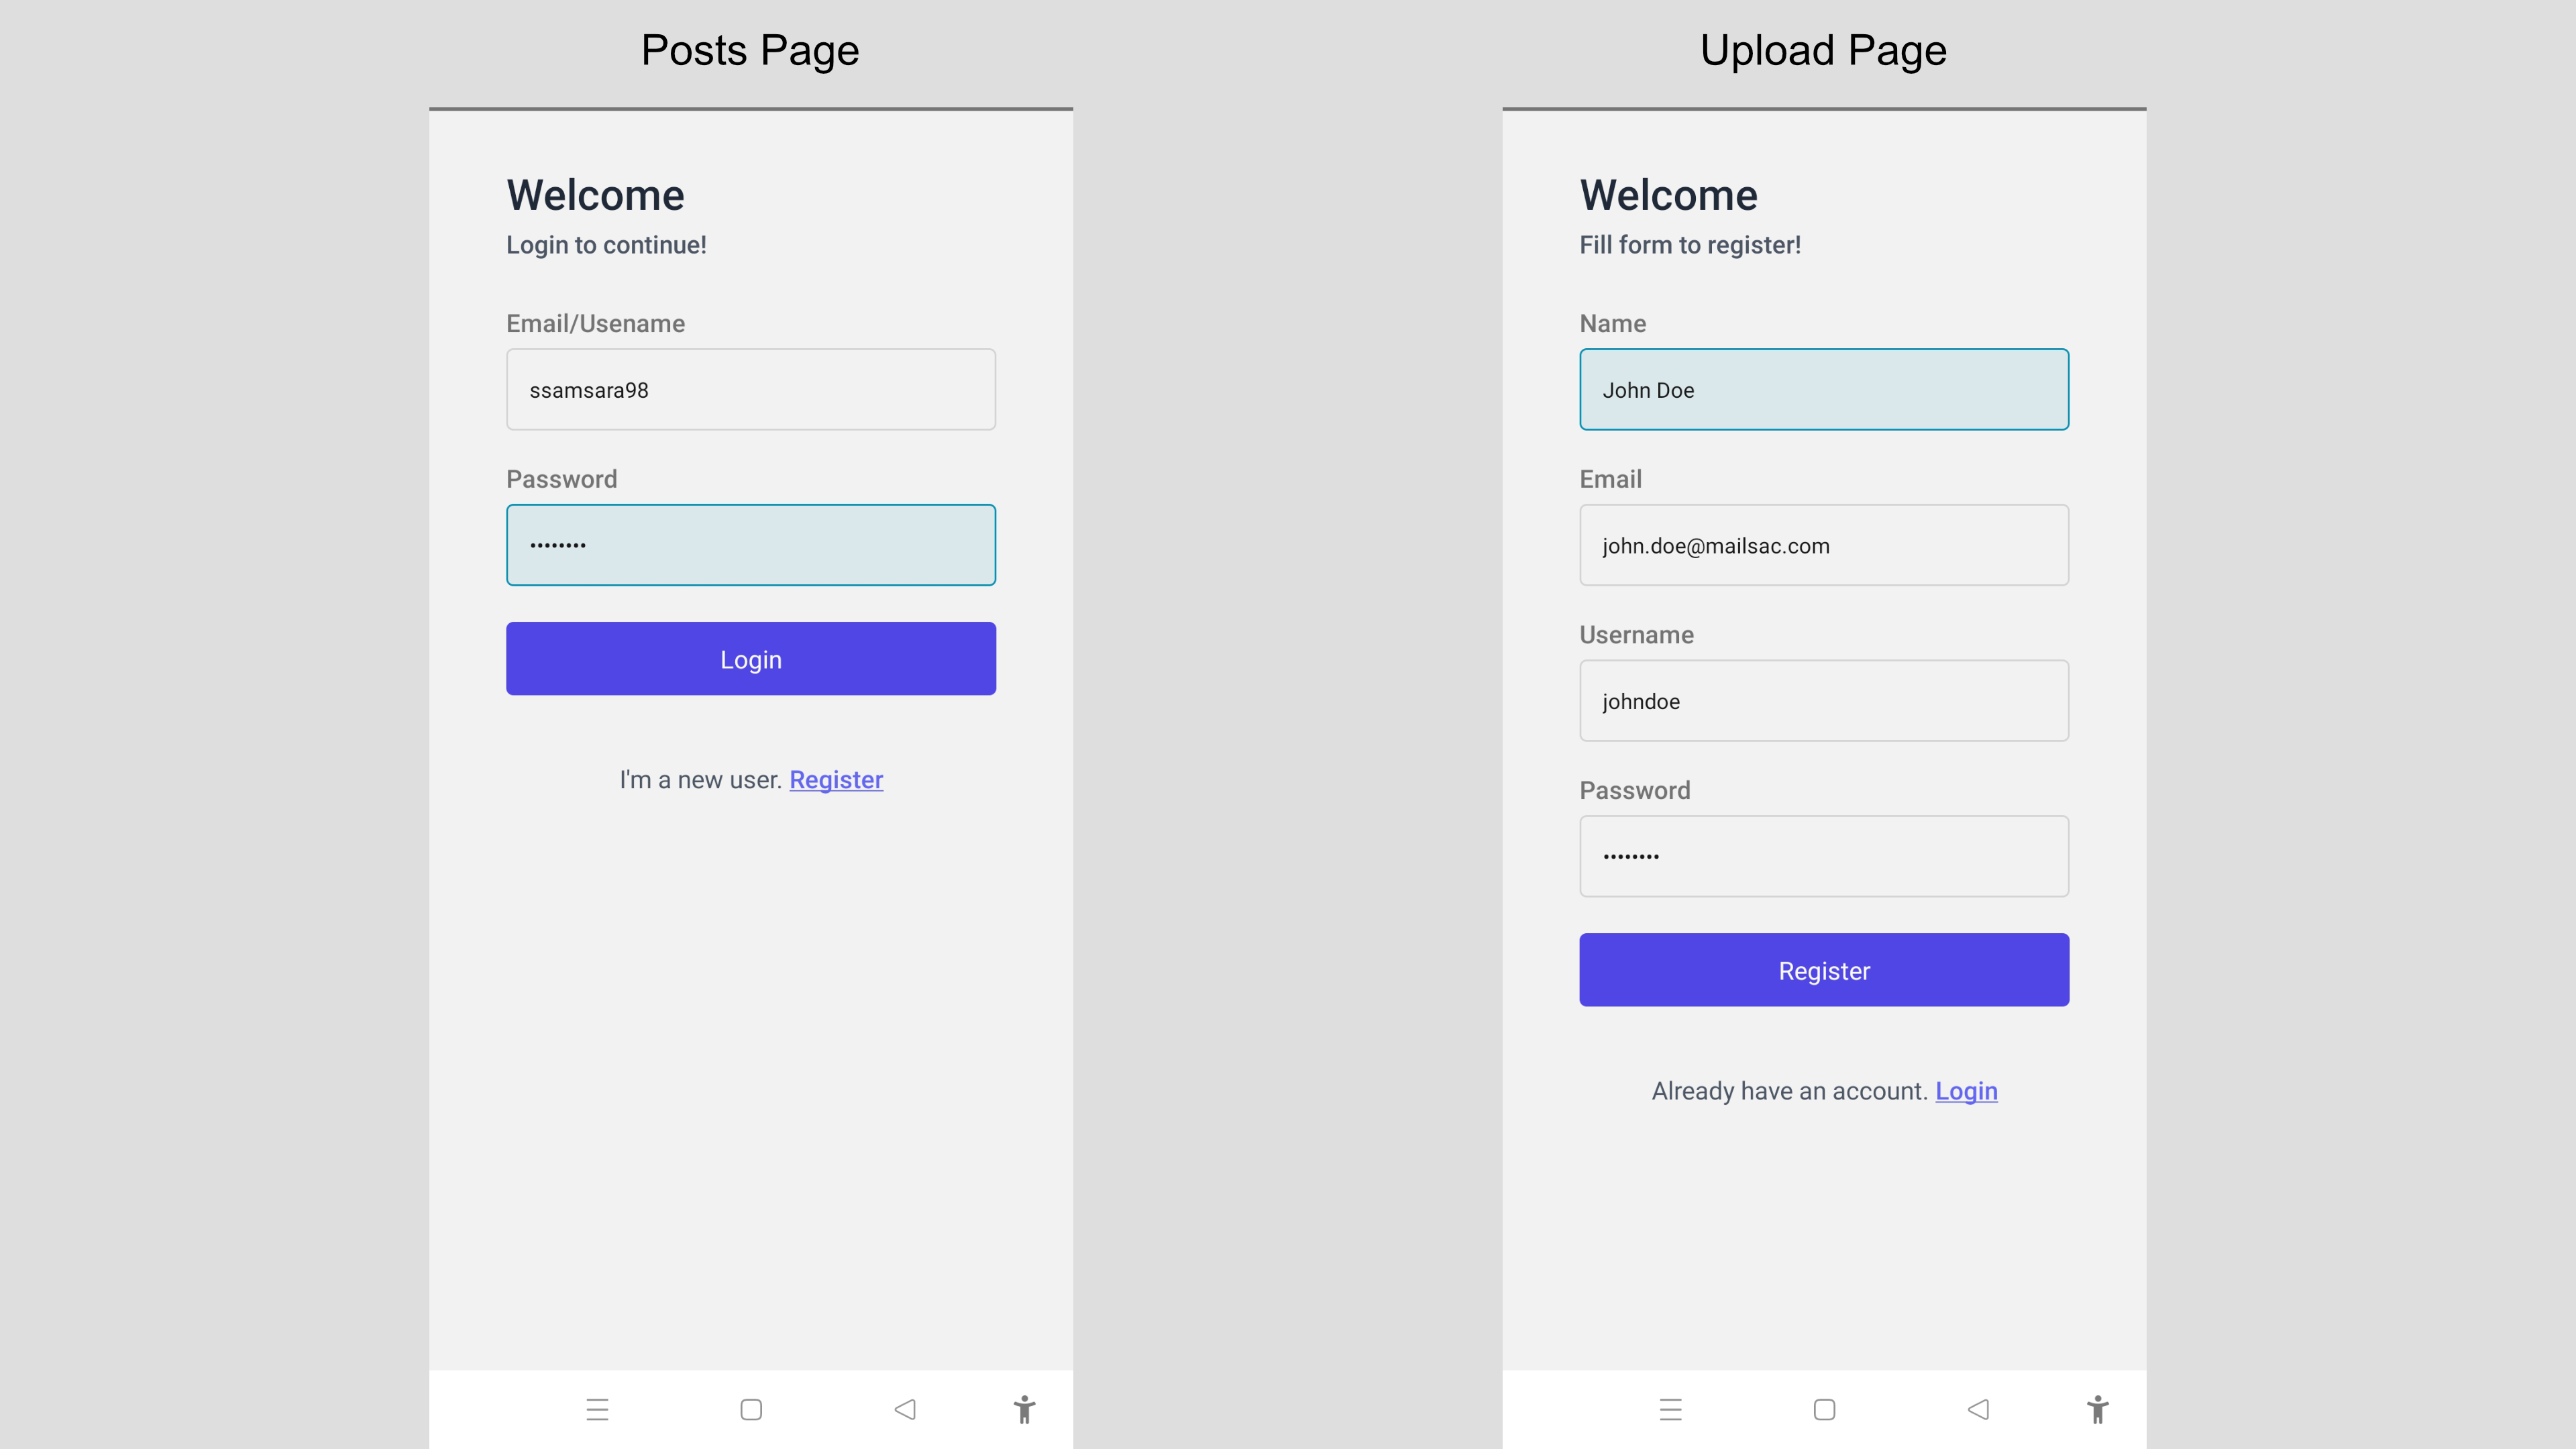 Posts Page
Welcome
Login to continue!
Email/Usename
ssamsara98
Password
••••••••
Login
I'm a new user. Register
Upload Page
Welcome
Fill form to register!
Name
John Doe
Email
john.doe@mailsac.com
Username
johndoe
Password
••••••••
Register
Already have an account. Login